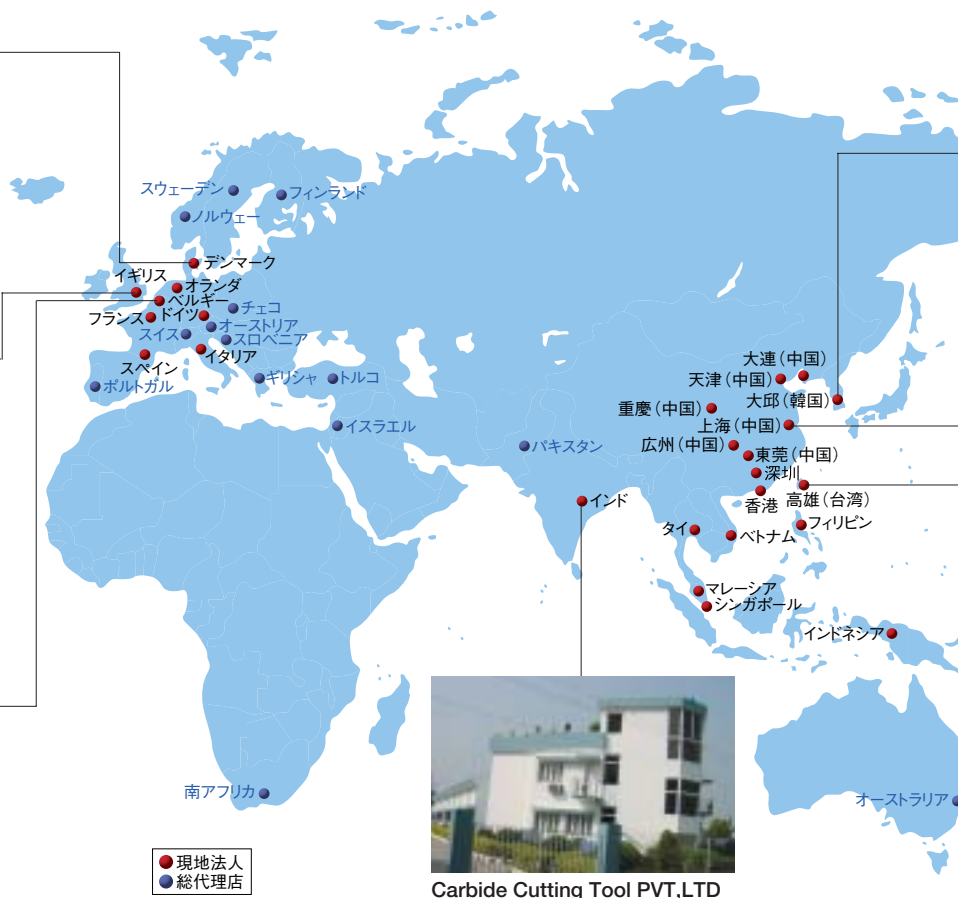 スウェーデン
フィンランド
ノルウェー
デンマーク
イギリス
オランダ
ベルギー
フランス
ドイツ
チェコ
オーストリア
スイス
スロベニア
イタリア
スペイン
ポルトガル
ギリシャ
トルコ
イスラエル
パキスタン
大連（中国）
天津（中国）
大邱（韓国）
重慶（中国）
上海（中国）
広州（中国）
東莞（中国）
深圳
香港
高雄（台湾）
インド
タイ
ベトナム
フィリピン
マレーシア
シンガポール
インドネシア
南アフリカ
オーストラリア
現地法人
総代理店
Carbide Cutting Tool PVT,LTD